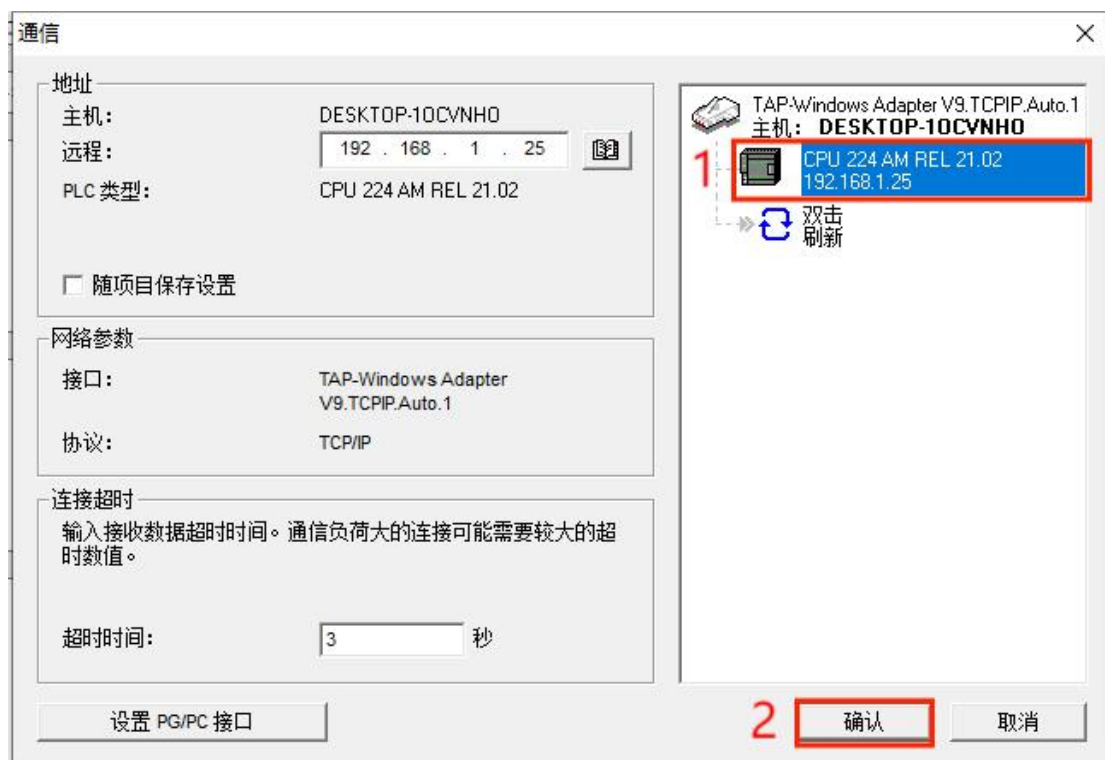 通信
地址
主机：
DESKTOP-10CVNHO
远程：
192 . 168 . 1 . 25
PLC 类型：
CPU 224 AM REL 21.02
随项目保存设置
网络参数
接口：
TAP-Windows Adapter
V9.TCPIP.Auto.1
协议：
TCP/IP
连接超时
输入接收数据超时时间。通信负荷大的连接可能需要较大的超
时数值。
超时时间：
3
秒
设置 PG/PC 接口
TAP-Windows Adapter V9.TCPIP.Auto.1
主机： DESKTOP-10CVNHO
1
CPU 224 AM REL 21.02
192.168.1.25
双击
刷新
2
确认
取消